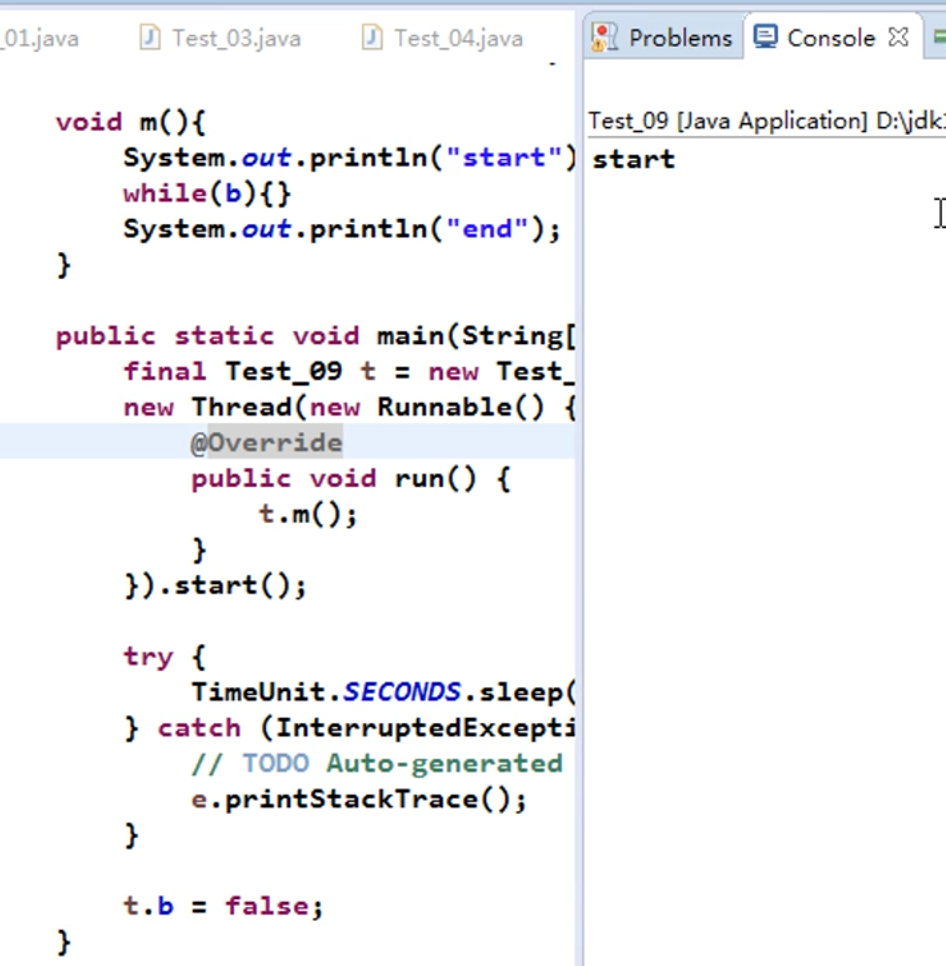 _01.java Test_03.java Test_04.java
void m(){
System.out.println("start")
while(b){}
System.out.println("end");
}
public static void main(String[
final Test_09 t = new Test_
new Thread(new Runnable() {
@Override
public void run() {
t.m();
}
}).start();
try {
TimeUnit.SECONDS.sleep(
} catch (InterruptedExcepti
// TODO Auto-generated
e.printStackTrace();
}
t.b = false;
}
Problems Console
Test_09 [Java Application] D:\jdk
start